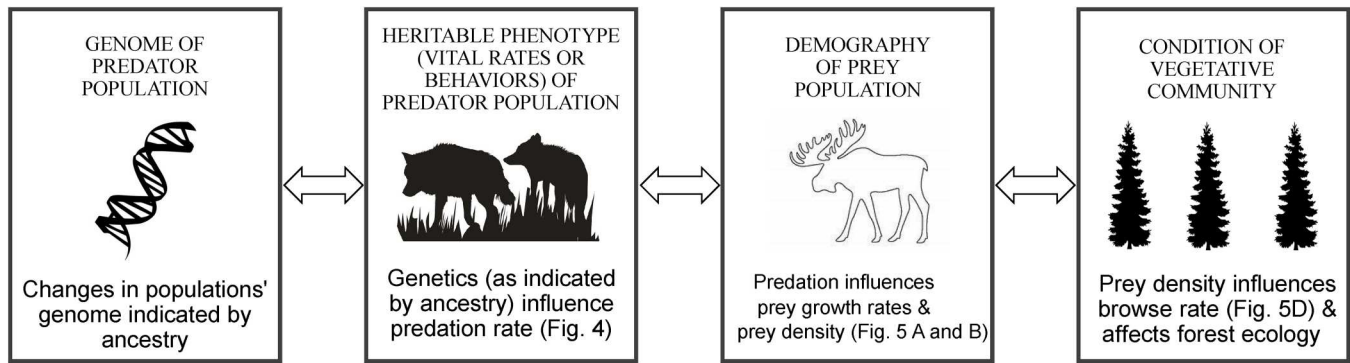 GENOME OF
PREDATOR
POPULATION
Changes in populations'
genome indicated by
ancestry
HERITABLE PHENOTYPE
(VITAL RATES OR
BEHAVIORS) OF
PREDATOR POPULATION
Genetics (as indicated
by ancestry) influence
predation rate (Fig. 4)
DEMOGRAPHY
OF PREY
POPULATION
Predation influences
prey growth rates &
prey density (Fig. 5 A and B)
CONDITION OF
VEGETATIVE
COMMUNITY
Prey density influences
browse rate (Fig. 5D) &
affects forest ecology